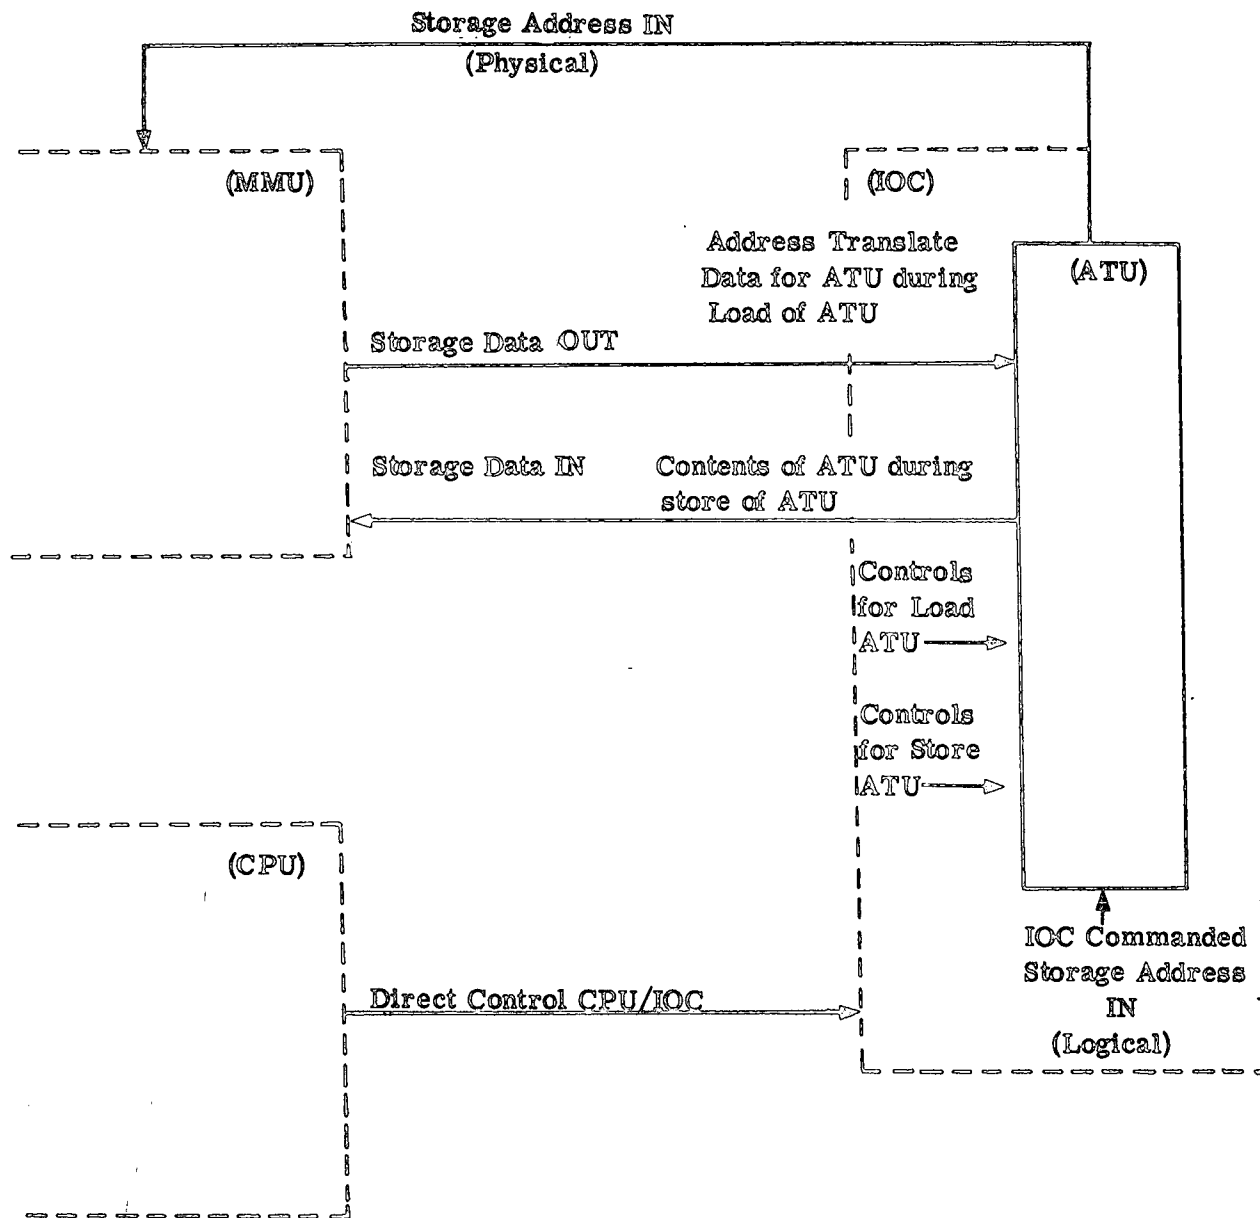 Storage Address IN
(Physical)
(MMU)
(IOC)
(ATU)
Address Translate
Data for ATU during
Load of ATU
Storage Data OUT
Storage Data IN
Contents of ATU during
store of ATU
Controls
for Load
ATU
Controls
for Store
ATU
(CPU)
Direct Control CPU/IOC
IOC Commanded
Storage Address
IN
(Logical)